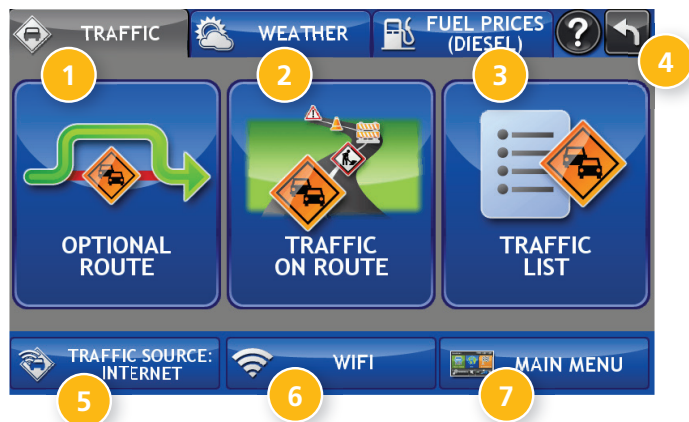 TRAFFIC
WEATHER
FUEL PRICES
(DIESEL)
?
1
2
3
4
OPTIONAL
ROUTE
TRAFFIC
ON ROUTE
TRAFFIC
LIST
TRAFFIC SOURCE:
INTERNET
WIFI
MAIN MENU
5
6
7